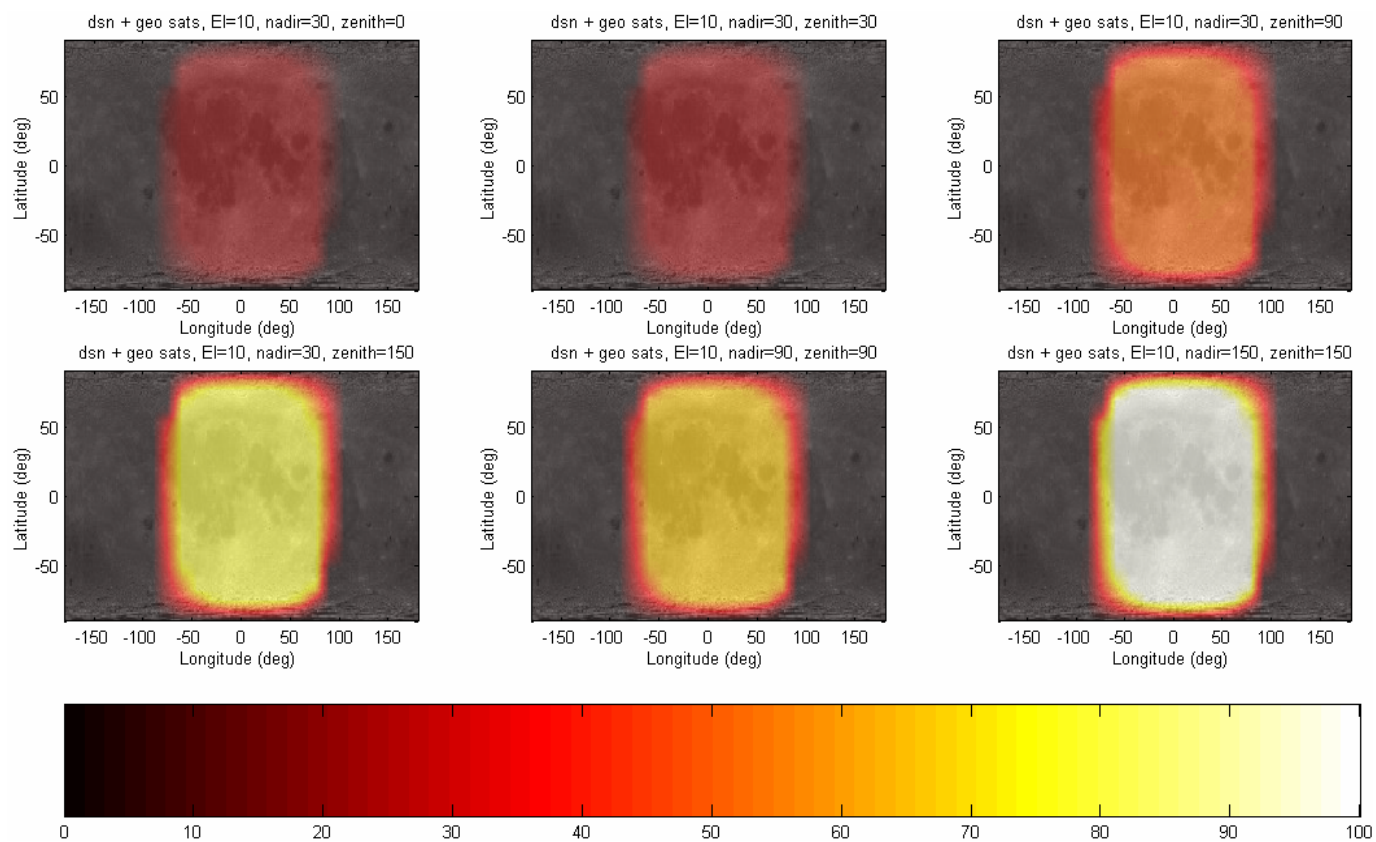 dsn + geo sats, El=10, nadir=30, zenith=0
dsn + geo sats, El=10, nadir=30, zenith=30
dsn + geo sats, El=10, nadir=30, zenith=90
Latitude (deg)
50
0
-50
-150 -100 -50 0 50 100 150
Longitude (deg)
Latitude (deg)
50
0
-50
-150 -100 -50 0 50 100 150
Longitude (deg)
Latitude (deg)
50
0
-50
-150 -100 -50 0 50 100 150
Longitude (deg)
dsn + geo sats, El=10, nadir=30, zenith=150
dsn + geo sats, El=10, nadir=90, zenith=90
dsn + geo sats, El=10, nadir=150, zenith=150
Latitude (deg)
50
0
-50
-150 -100 -50 0 50 100 150
Longitude (deg)
Latitude (deg)
50
0
-50
-150 -100 -50 0 50 100 150
Longitude (deg)
Latitude (deg)
50
0
-50
-150 -100 -50 0 50 100 150
Longitude (deg)
0 10 20 30 40 50 60 70 80 90 100